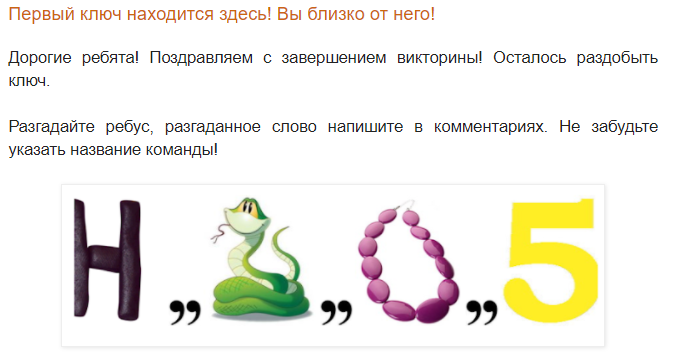 Первый ключ находится здесь! Вы близко от него!
Дорогие ребята! Поздравляем с завершением викторины! Осталось раздобыть
ключ.
Разгадайте ребус, разгаданное слово напишите в комментариях. Не забудьте
указать название команды!
Н ,, ,, ,, 5